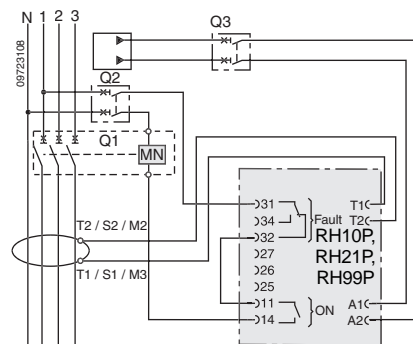 N 1 2 3
Q3
09723108
Q2
Q1
MN
T2 / S2 / M2
T1 / S1 / M3
31
34
32
27
26
25
11
14
Fault
RH10P,
RH21P,
RH99P
ON
T1
T2
A1
A2